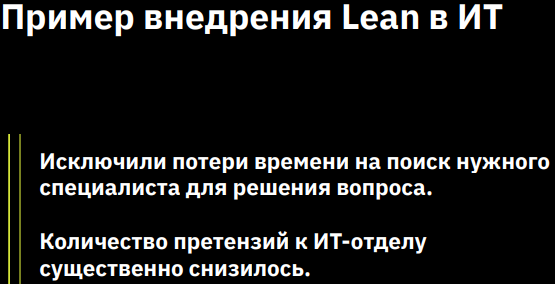 Пример внедрения Lean в ИТ
Исключили потери времени на поиск нужного
специалиста для решения вопроса.
Количество претензий к ИТ-отделу
существенно снизилось.